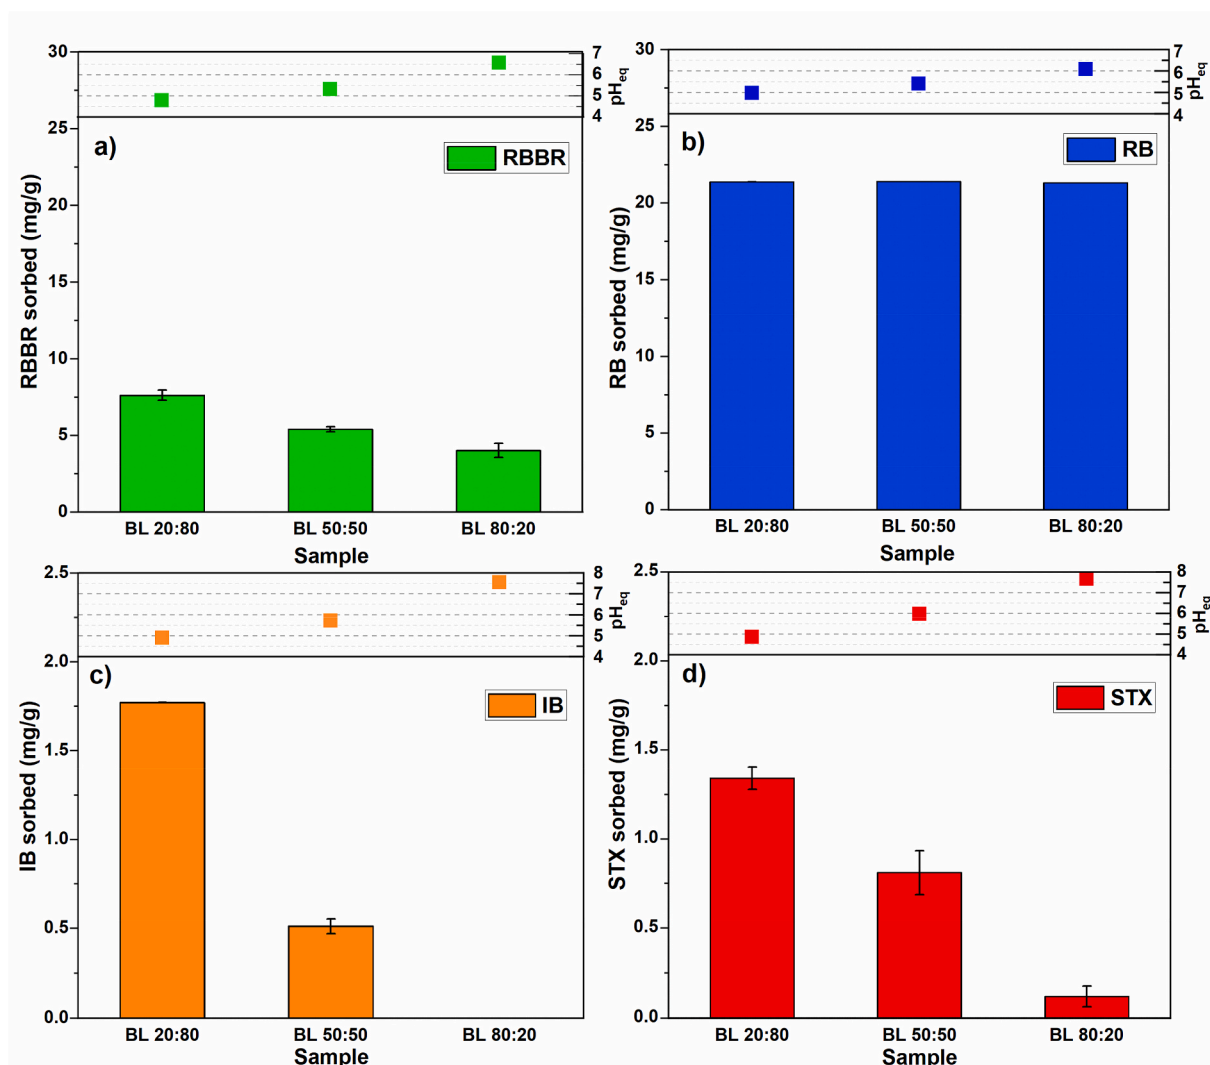 30
25
20
15
10
5
0
RBBR sorbed (mg/g)
7
6
5
4
pHeq
a)
RBBR
BL 20:80 BL 50:50 BL 80:20
Sample
30
25
20
15
10
5
0
RB sorbed (mg/g)
7
6
5
4
pHeq
b)
RB
BL 20:80 BL 50:50 BL 80:20
Sample
2.5
2.0
1.5
1.0
0.5
0.0
IB sorbed (mg/g)
8
7
6
5
4
pHeq
c)
IB
BL 20:80 BL 50:50 BL 80:20
Sample
2.5
2.0
1.5
1.0
0.5
0.0
STX sorbed (mg/g)
8
7
6
5
4
pHeq
d)
STX
BL 20:80 BL 50:50 BL 80:20
Sample